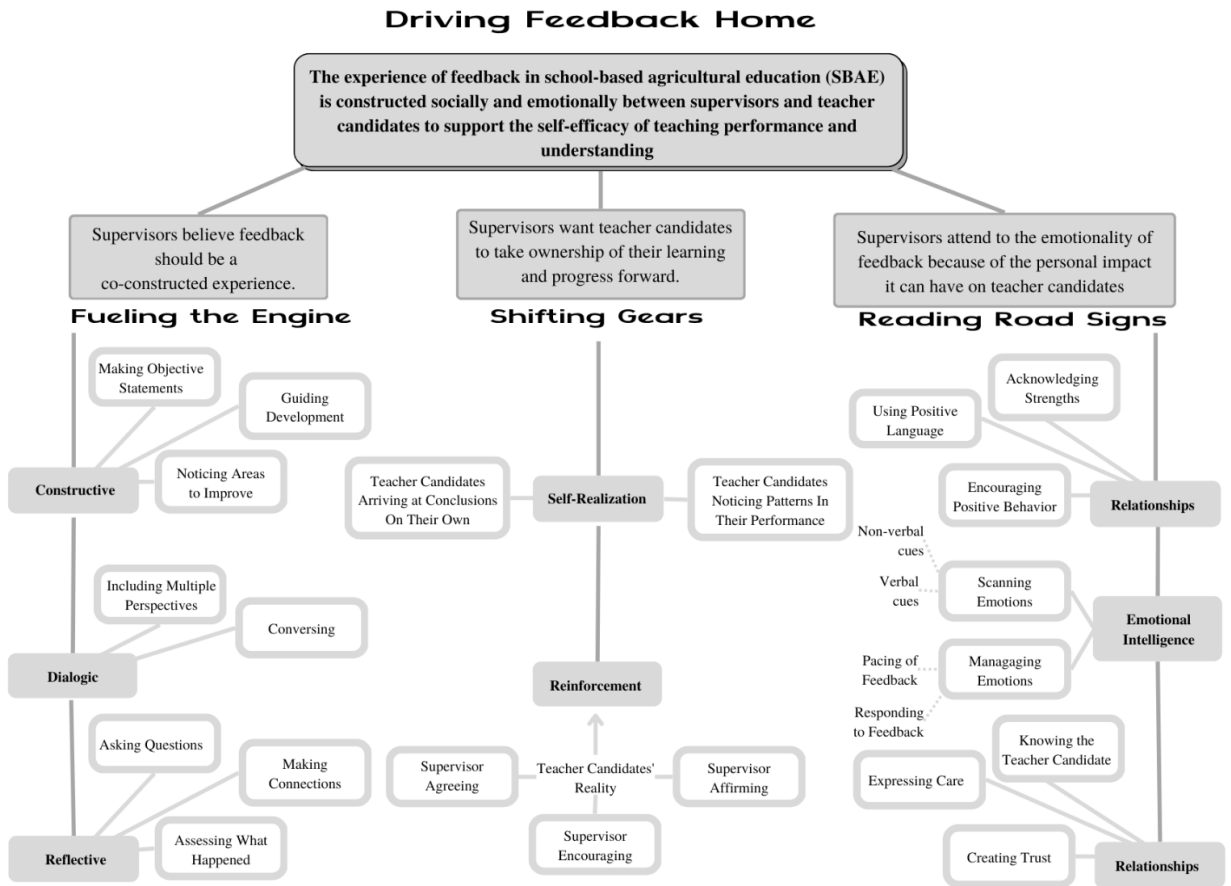 Driving Feedback Home
The experience of feedback in school-based agricultural education (SBAE)
is constructed socially and emotionally between supervisors and teacher
candidates to support the self-efficacy of teaching performance and
understanding
Supervisors believe feedback
should be a
co-constructed experience.
Supervisors want teacher candidates
to take ownership of their learning
and progress forward.
Supervisors attend to the emotionality of
feedback because of the personal impact
it can have on teacher candidates
Fueling the Engine
Making Objective
Statements
Guiding
Development
Noticing Areas
to Improve
Constructive
Including Multiple
Perspectives
Conversing
Dialogic
Asking Questions
Making
Connections
Assessing What
Happened
Reflective
Shifting Gears
Teacher Candidates
Arriving at Conclusions
On Their Own
Self-Realization
Teacher Candidates
Noticing Patterns In
Their Performance
Reinforcement
Supervisor
Agreeing
Teacher Candidates'
Reality
Supervisor
Affirming
Supervisor
Encouraging
Reading Road Signs
Acknowledging
Strengths
Using Positive
Language
Encouraging
Positive Behavior
Relationships
Non-verbal
cues
Verbal
cues
Scanning
Emotions
Emotional
Intelligence
Pacing of
Feedback
Managaging
Emotions
Responding
to Feedback
Knowing the
Teacher Candidate
Expressing Care
Creating Trust
Relationships